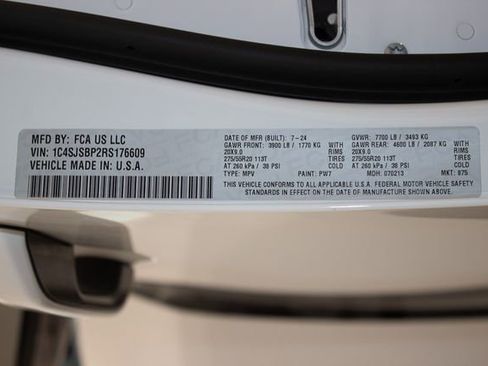 MFD BY: FCA US LLC
VIN: 1C4SJSBP2RS176609
VEHICLE MADE IN: U.S.A.
DATE OF MFR (BUILT): 7-24 GVWR: 7700 LB / 3493 KG
GAWR FRONT: 3900 LB / 1770 KG GAWR REAR: 4600 LB / 2087 KG
20X9.0 20X9.0
275/55R20 113T TIRES 275/55R20 113T TIRES
AT 260 kPa / 38 PSI COLD AT 260 kPa / 38 PSI COLD
TYPE: MPV PAINT: PW7 MDH: 070213 MKT: 875
THIS VEHICLE CONFORMS TO ALL APPLICABLE U.S.A. FEDERAL MOTOR VEHICLE SAFETY
STANDARDS IN EFFECT ON THE DATE OF MANUFACTURE SHOWN ABOVE.